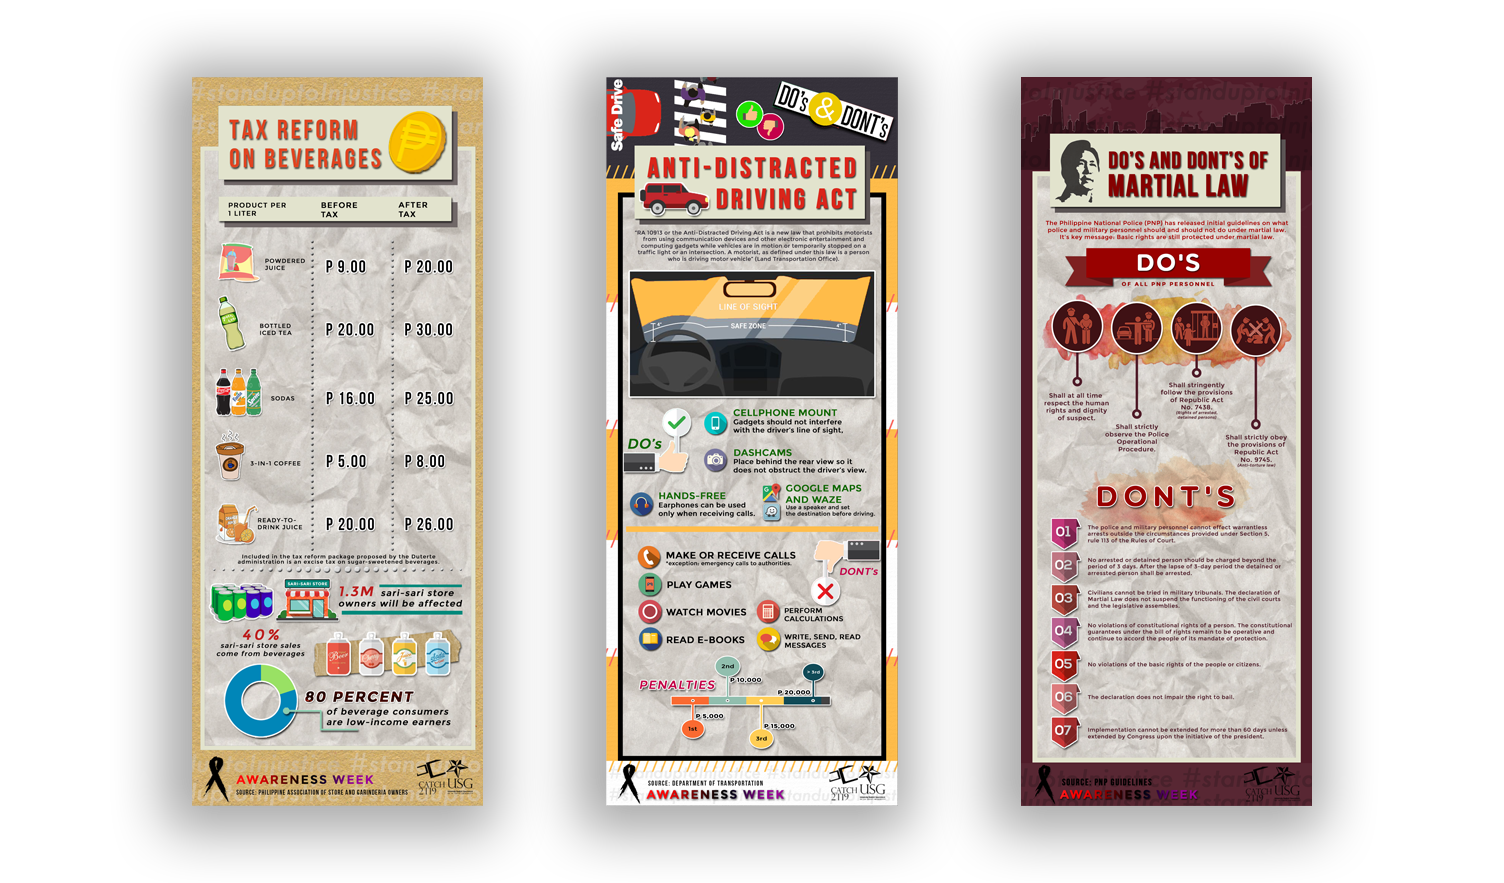 #standuptoinjustice #stan
TAX REFORM
ON BEVERAGES
PRODUCT PER
1 LITER
BEFORE
TAX
AFTER
TAX
POWDERED
JUICE
P 9.00
P 20.00
BOTTLED
ICED TEA
P 20.00
P 30.00
SODAS
P 16.00
P 25.00
3-IN-1 COFFEE
P 5.00
P 8.00
READY-TO-
DRINK JUICE
P 20.00
P 26.00
Included in the tax reform package proposed by the Duterte
administration is an excise tax on sugar-sweetened beverages.
SARI-SARI STORE
1.3M sari-sari store
owners will be affected
40%
sari-sari store sales
come from beverages
80 PERCENT
of beverage consumers
are low-income earners
AWARENESS WEEK
SOURCE: PHILIPPINE ASSOCIATION OF STORE AND CARINDERIA OWNERS
CATCH
2T19
USG
Safe Drive
DO's & DONT's
ANTI-DISTRACTED
DRIVING ACT
"RA 10913 or the Anti-Distracted Driving Act is a new law that prohibits motorists
from using communication devices and other electronic entertainment and
computing gadgets while vehicles are in motion or temporarily stopped on a
traffic light or an intersection. A motorist, as defined under this law is a person
who is driving motor vehicle" (Land Transportation Office).
LINE OF SIGHT
SAFE ZONE
4"
4"
DO's
CELLPHONE MOUNT
Gadgets should not interfere
with the driver's line of sight.
DASHCAMS
Place behind the rear view so it
does not obstruct the driver's view.
HANDS-FREE
Earphones can be used
only when receiving calls.
GOOGLE MAPS
AND WAZE
Use a speaker and set
the destination before driving.
MAKE OR RECEIVE CALLS
*exception: emergency calls to authorities.
DONT's
PLAY GAMES
WATCH MOVIES
PERFORM
CALCULATIONS
READ E-BOOKS
WRITE, SEND, READ
MESSAGES
PENALTIES
2nd
P 10,000
> 3rd
P 20,000
P 5,000
1st
P 15,000
3rd
SOURCE: DEPARTMENT OF TRANSPORTATION
AWARENESS WEEK
CATCH
2T19
USG
DO'S AND DONT'S OF
MARTIAL LAW
The Philippine National Police (PNP) has released initial guidelines on what
police and military personnel should and should not do under martial law.
It's key message: Basic rights are still protected under martial law.
DO'S
OF ALL PNP PERSONNEL
Shall at all time
respect the human
rights and dignity
of suspect.
Shall strictly
observe the Police
Operational
Procedure.
Shall stringently
follow the provisions
of Republic Act
No. 7438.
(Rights of arrested,
detained persons)
Shall strictly obey
the provisions of
Republic Act
No. 9745.
(Anti-torture law)
DONT'S
01
The police and military personnel cannot effect warrantless
arrests outside the circumstances provided under Section 5,
rule 113 of the Rules of Court.
02
No arrested or detained person should be charged beyond the
period of 3 days. After the lapse of 3-day period the detained or
arrested person shall be arrested.
03
Civilians cannot be tried in military tribunals. The declaration of
Martial Law does not suspend the functioning of the civil courts
and the legislative assemblies.
04
No violations of constitutional rights of a person. The constitutional
guarantees under the bill of rights remain to be operative and
continue to accord the people of its mandate of protection.
05
No violations of the basic rights of the people or citizens.
06
The declaration does not impair the right to bail.
07
Implementation cannot be extended for more than 60 days unless
extended by Congress upon the initiative of the president.
SOURCE: PNP GUIDELINES
AWARENESS WEEK
CATCH
2T19
USG